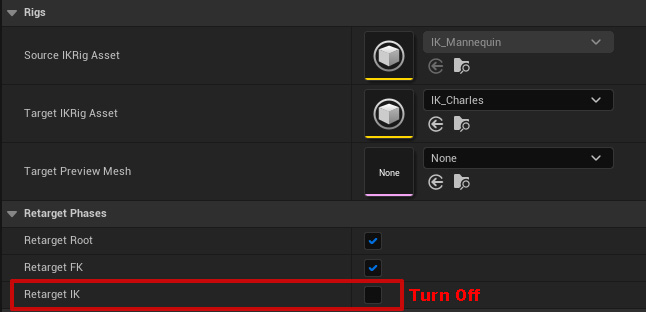 Rigs
Source IKRig Asset
IK_Mannequin
Target IKRig Asset
IK_Charles
Target Preview Mesh
None
None
Retarget Phases
Retarget Root
Retarget FK
Retarget IK
Turn Off